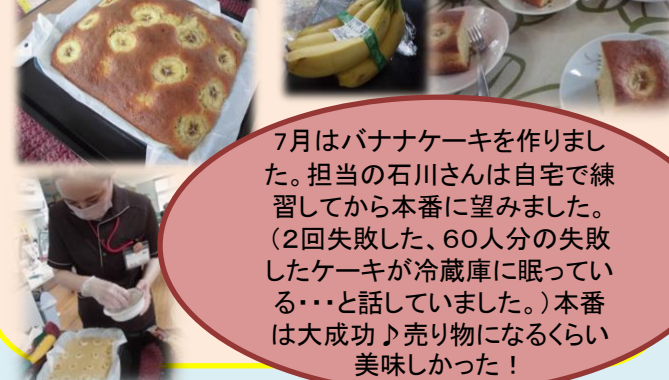 7月はバナナケーキを作りまし
た。担当の石川さんは自宅で練
習してから本番に望みました。
(2回失敗した、60人分の失敗
したケーキが冷蔵庫に眠ってい
る・・・と話していました。)本番
は大成功♪売り物になるくらい
美味しかった!